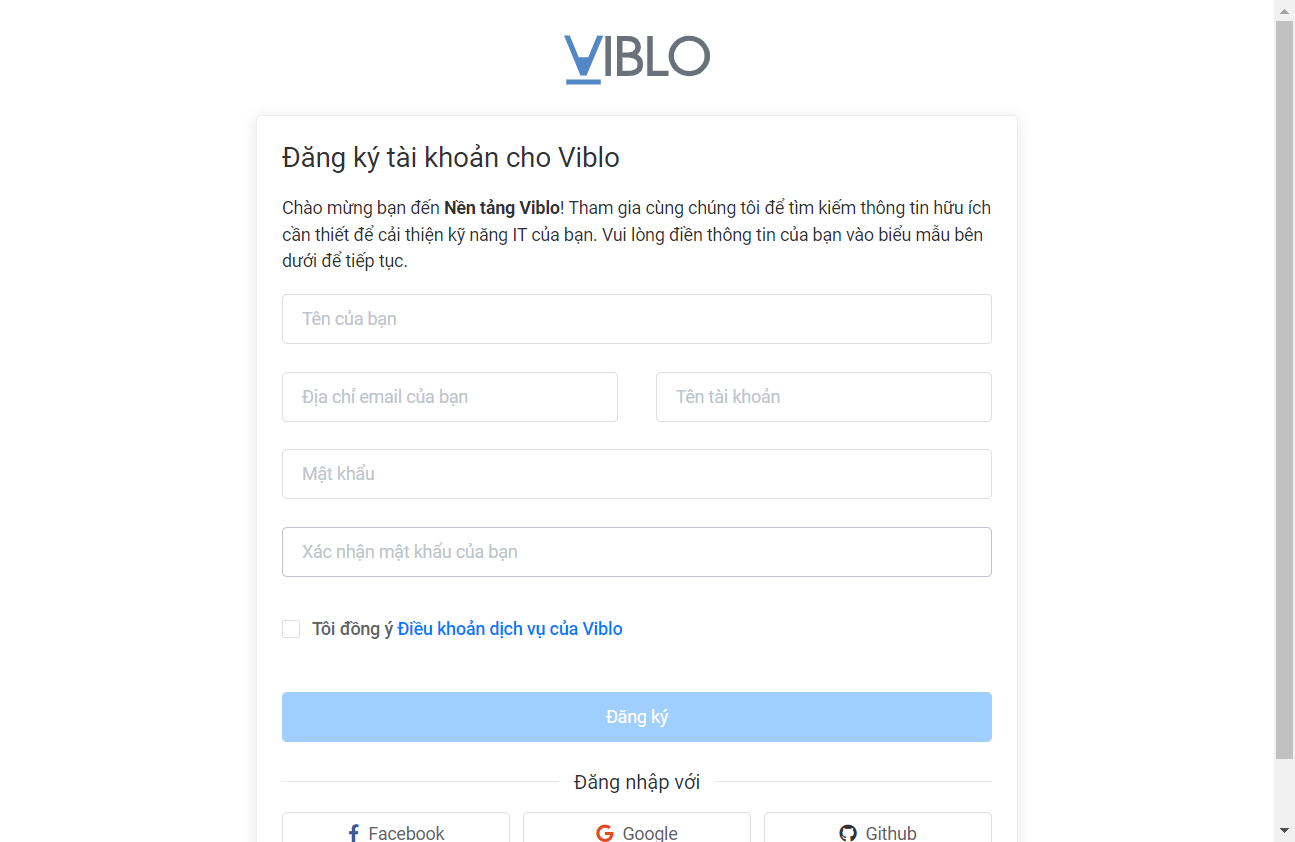 VIBLO
Đăng ký tài khoản cho Viblo
Chào mừng bạn đến Nền tảng Viblo! Tham gia cùng chúng tôi để tìm kiếm thông tin hữu ích
cần thiết để cải thiện kỹ năng IT của bạn. Vui lòng điền thông tin của bạn vào biểu mẫu bên
dưới để tiếp tục.
Tên của bạn
Địa chỉ email của bạn
Tên tài khoản
Mật khẩu
Xác nhận mật khẩu của bạn
Tôi đồng ý Điều khoản dịch vụ của Viblo
Đăng ký
Đăng nhập với
Facebook
Google
Github